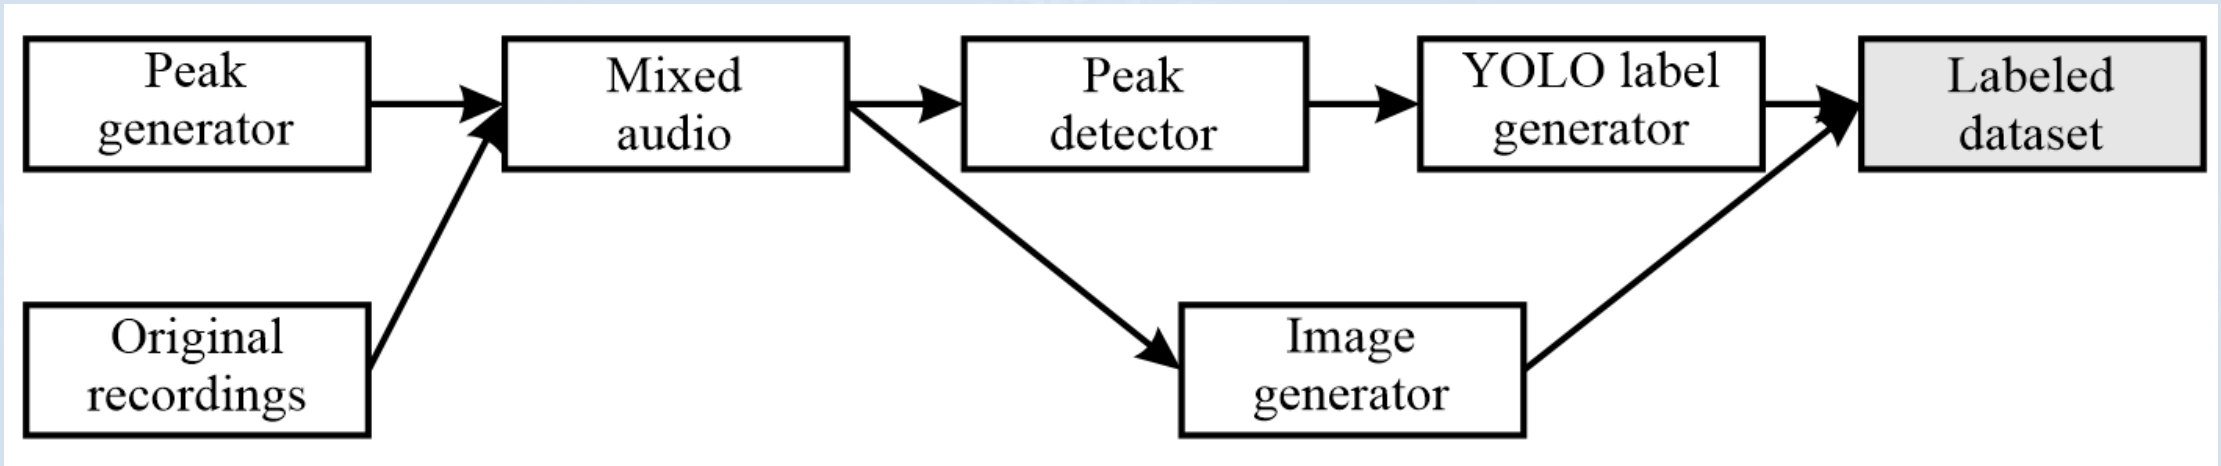 Peak
generator
Mixed
audio
Peak
detector
YOLO label
generator
Labeled
dataset
Original
recordings
Image
generator